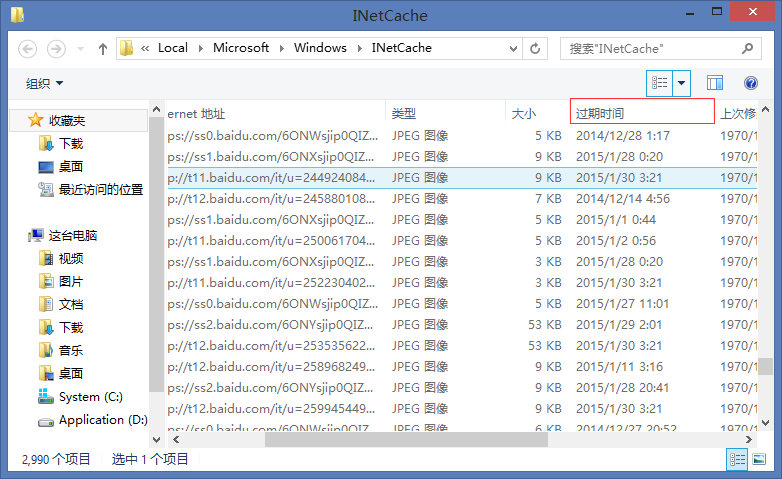 INetCache
« Local Microsoft Windows INetCache 搜索"INetCache"
组织
收藏夹
下载
桌面
最近访问的位置
这台电脑
视频
图片
文档
下载
音乐
桌面
System (C:)
Application (D:)
ernet 地址 类型 大小 过期时间 上次修
ps://ss0.baidu.com/6ONWsjip0QIZ... JPEG 图像 5 KB 2014/12/28 1:17 1970/1
ps://ss1.baidu.com/6ONXsjip0QIZ... JPEG 图像 9 KB 2015/1/28 0:20 1970/1
p://t11.baidu.com/it/u=244924084... JPEG 图像 9 KB 2015/1/30 3:21 1970/1
p://t12.baidu.com/it/u=245880108... JPEG 图像 7 KB 2014/12/14 4:56 1970/1
ps://ss1.baidu.com/6ONXsjip0QIZ... JPEG 图像 5 KB 2015/1/1 0:44 1970/1
p://t11.baidu.com/it/u=250061704... JPEG 图像 5 KB 2015/1/2 0:56 1970/1
ps://ss1.baidu.com/6ONXsjip0QIZ... JPEG 图像 3 KB 2015/1/28 0:20 1970/1
p://t11.baidu.com/it/u=252230402... JPEG 图像 3 KB 2015/1/30 3:21 1970/1
ps://ss0.baidu.com/6ONWsjip0QIZ... JPEG 图像 5 KB 2015/1/27 11:01 1970/1
ps://ss2.baidu.com/6ONYsjip0QIZ... JPEG 图像 53 KB 2015/1/29 2:01 1970/1
p://t12.baidu.com/it/u=253535622... JPEG 图像 53 KB 2015/1/30 3:21 1970/1
p://t12.baidu.com/it/u=258968249... JPEG 图像 9 KB 2015/1/11 3:16 1970/1
ps://ss2.baidu.com/6ONYsjip0QIZ... JPEG 图像 9 KB 2015/1/28 20:41 1970/1
p://t12.baidu.com/it/u=259945449... JPEG 图像 9 KB 2015/1/30 3:21 1970/1
ps://ss0.baidu.com/6ONWsjip0QIZ... JPEG 图像 6 KB 2014/12/27 20:52 1970/1
2,990 个项目 选中 1 个项目